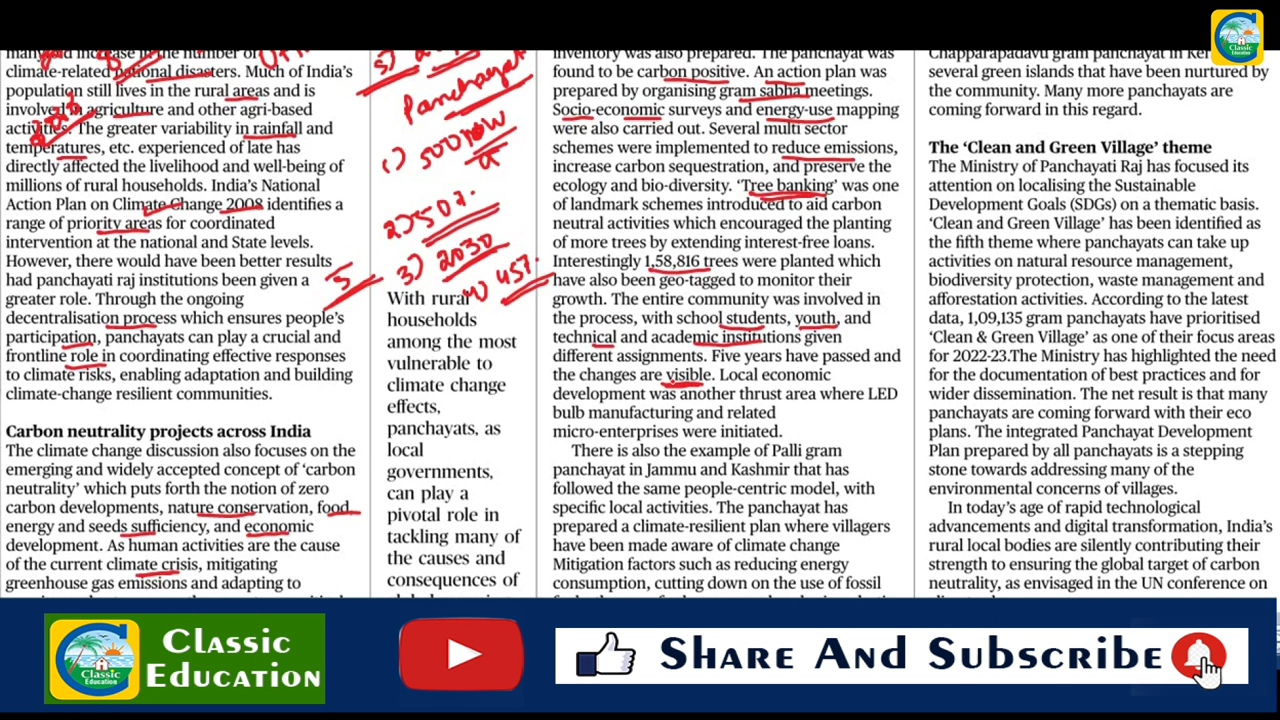 many fold increase in the number of
climate-related national disasters. Much of India’s
population still lives in the rural areas and is
involved in agriculture and other agri-based
activities. The greater variability in rainfall and
temperatures, etc. experienced of late has
directly affected the livelihood and well-being of
millions of rural households. India’s National
Action Plan on Climate Change 2008 identifies a
range of priority areas for coordinated
intervention at the national and State levels.
However, there would have been better results
had panchayati raj institutions been given a
greater role. Through the ongoing
decentralisation process which ensures people’s
participation, panchayats can play a crucial and
frontline role in coordinating effective responses
to climate risks, enabling adaptation and building
climate-change resilient communities.
Carbon neutrality projects across India
The climate change discussion also focuses on the
emerging and widely accepted concept of ‘carbon
neutrality’ which puts forth the notion of zero
carbon developments, nature conservation, food,
energy and seeds sufficiency, and economic
development. As human activities are the cause
of the current climate crisis, mitigating
greenhouse gas emissions and adapting to
5)
Panchayat
1) 500
2) 50%
3) 2030
4) 45%
5
With rural
households
among the most
vulnerable to
climate change
effects,
panchayats, as
local
governments,
can play a
pivotal role in
tackling many of
the causes and
consequences of
inventory was also prepared. The panchayat was
found to be carbon positive. An action plan was
prepared by organising gram sabha meetings.
Socio-economic surveys and energy-use mapping
were also carried out. Several multi sector
schemes were implemented to reduce emissions,
increase carbon sequestration, and preserve the
ecology and bio-diversity. ‘Tree banking’ was one
of landmark schemes introduced to aid carbon
neutral activities which encouraged the planting
of more trees by extending interest-free loans.
Interestingly 1,58,816 trees were planted which
have also been geo-tagged to monitor their
growth. The entire community was involved in
the process, with school students, youth, and
technical and academic institutions given
different assignments. Five years have passed and
the changes are visible. Local economic
development was another thrust area where LED
bulb manufacturing and related
micro-enterprises were initiated.
There is also the example of Palli gram
panchayat in Jammu and Kashmir that has
followed the same people-centric model, with
specific local activities. The panchayat has
prepared a climate-resilient plan where villagers
have been made aware of climate change
Mitigation factors such as reducing energy
consumption, cutting down on the use of fossil
Chapparapadavu gram panchayat in Ker
several green islands that have been nurtured by
the community. Many more panchayats are
coming forward in this regard.
The ‘Clean and Green Village’ theme
The Ministry of Panchayati Raj has focused its
attention on localising the Sustainable
Development Goals (SDGs) on a thematic basis.
‘Clean and Green Village’ has been identified as
the fifth theme where panchayats can take up
activities on natural resource management,
biodiversity protection, waste management and
afforestation activities. According to the latest
data, 1,09,135 gram panchayats have prioritised
‘Clean & Green Village’ as one of their focus areas
for 2022-23.The Ministry has highlighted the need
for the documentation of best practices and for
wider dissemination. The net result is that many
panchayats are coming forward with their eco
plans. The integrated Panchayat Development
Plan prepared by all panchayats is a stepping
stone towards addressing many of the
environmental concerns of villages.
In today’s age of rapid technological
advancements and digital transformation, India’s
rural local bodies are silently contributing their
strength to ensuring the global target of carbon
neutrality, as envisaged in the UN conference on
Classic
Education
Classic
Education
Classic
Education
Share And Subscribe